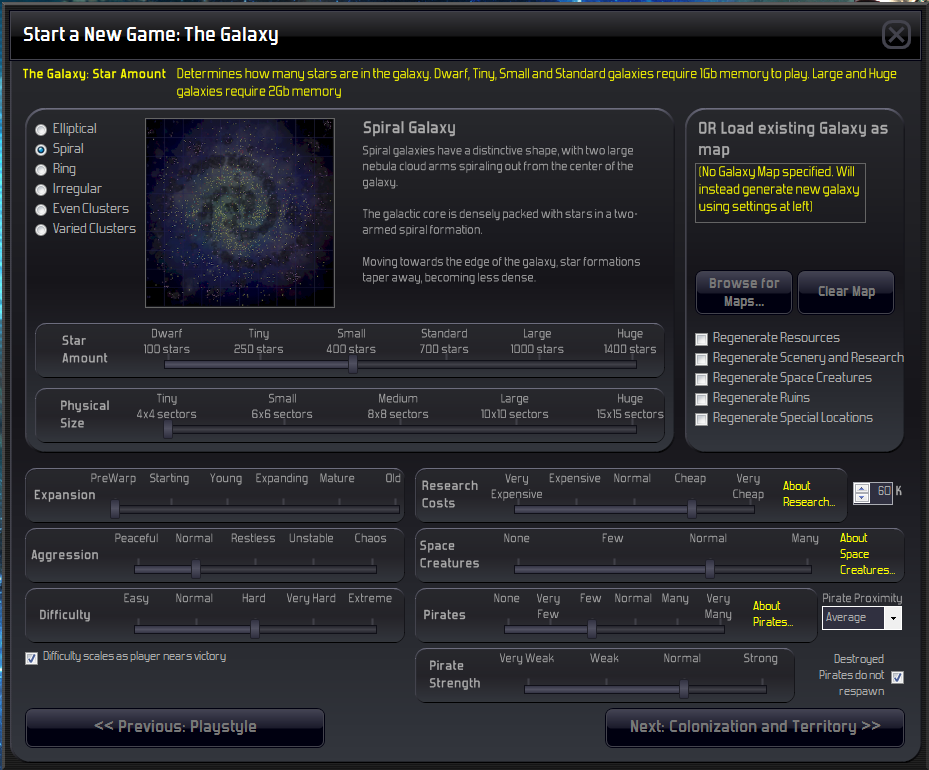 Start a New Game: The Galaxy
The Galaxy: Star Amount
Determines how many stars are in the galaxy. Dwarf, Tiny, Small and Standard galaxies require 1Gb memory to play. Large and Huge
galaxies require 2Gb memory
Elliptical
Spiral
Ring
Irregular
Even Clusters
Varied Clusters
Spiral Galaxy
Spiral galaxies have a distinctive shape, with two large
nebula cloud arms spiraling out from the center of the
galaxy.
The galactic core is densely packed with stars in a two-
armed spiral formation.
Moving towards the edge of the galaxy, star formations
taper away, becoming less dense.
OR Load existing Galaxy as
map
(No Galaxy Map specified. Will
instead generate new galaxy
using settings at left)
Browse for
Maps...
Clear Map
Regenerate Resources
Regenerate Scenery and Research
Regenerate Space Creatures
Regenerate Ruins
Regenerate Special Locations
Star
Amount
Dwarf Tiny Small Standard Large Huge
100 stars 250 stars 400 stars 700 stars 1000 stars 1400 stars
Physical
Size
Tiny Small Medium Large Huge
4x4 sectors 6x6 sectors 8x8 sectors 10x10 sectors 15x15 sectors
Expansion
PreWarp Starting Young Expanding Mature Old
Research
Costs
Very
Expensive
Expensive
Normal
Cheap
Very
Cheap
About
Research...
60 K
Aggression
Peaceful Normal Restless Unstable Chaos
Space
Creatures
None Few Normal Many
About
Space
Creatures...
Difficulty
Easy Normal Hard Very Hard Extreme
Pirates
None
Very
Few
Few
Normal
Many
Very
Many
About
Pirates...
Pirate Proximity
Average
Difficulty scales as player nears victory
Pirate
Strength
Very Weak Weak Normal Strong
Destroyed
Pirates do not
respawn
<< Previous: Playstyle
Next: Colonization and Territory >>